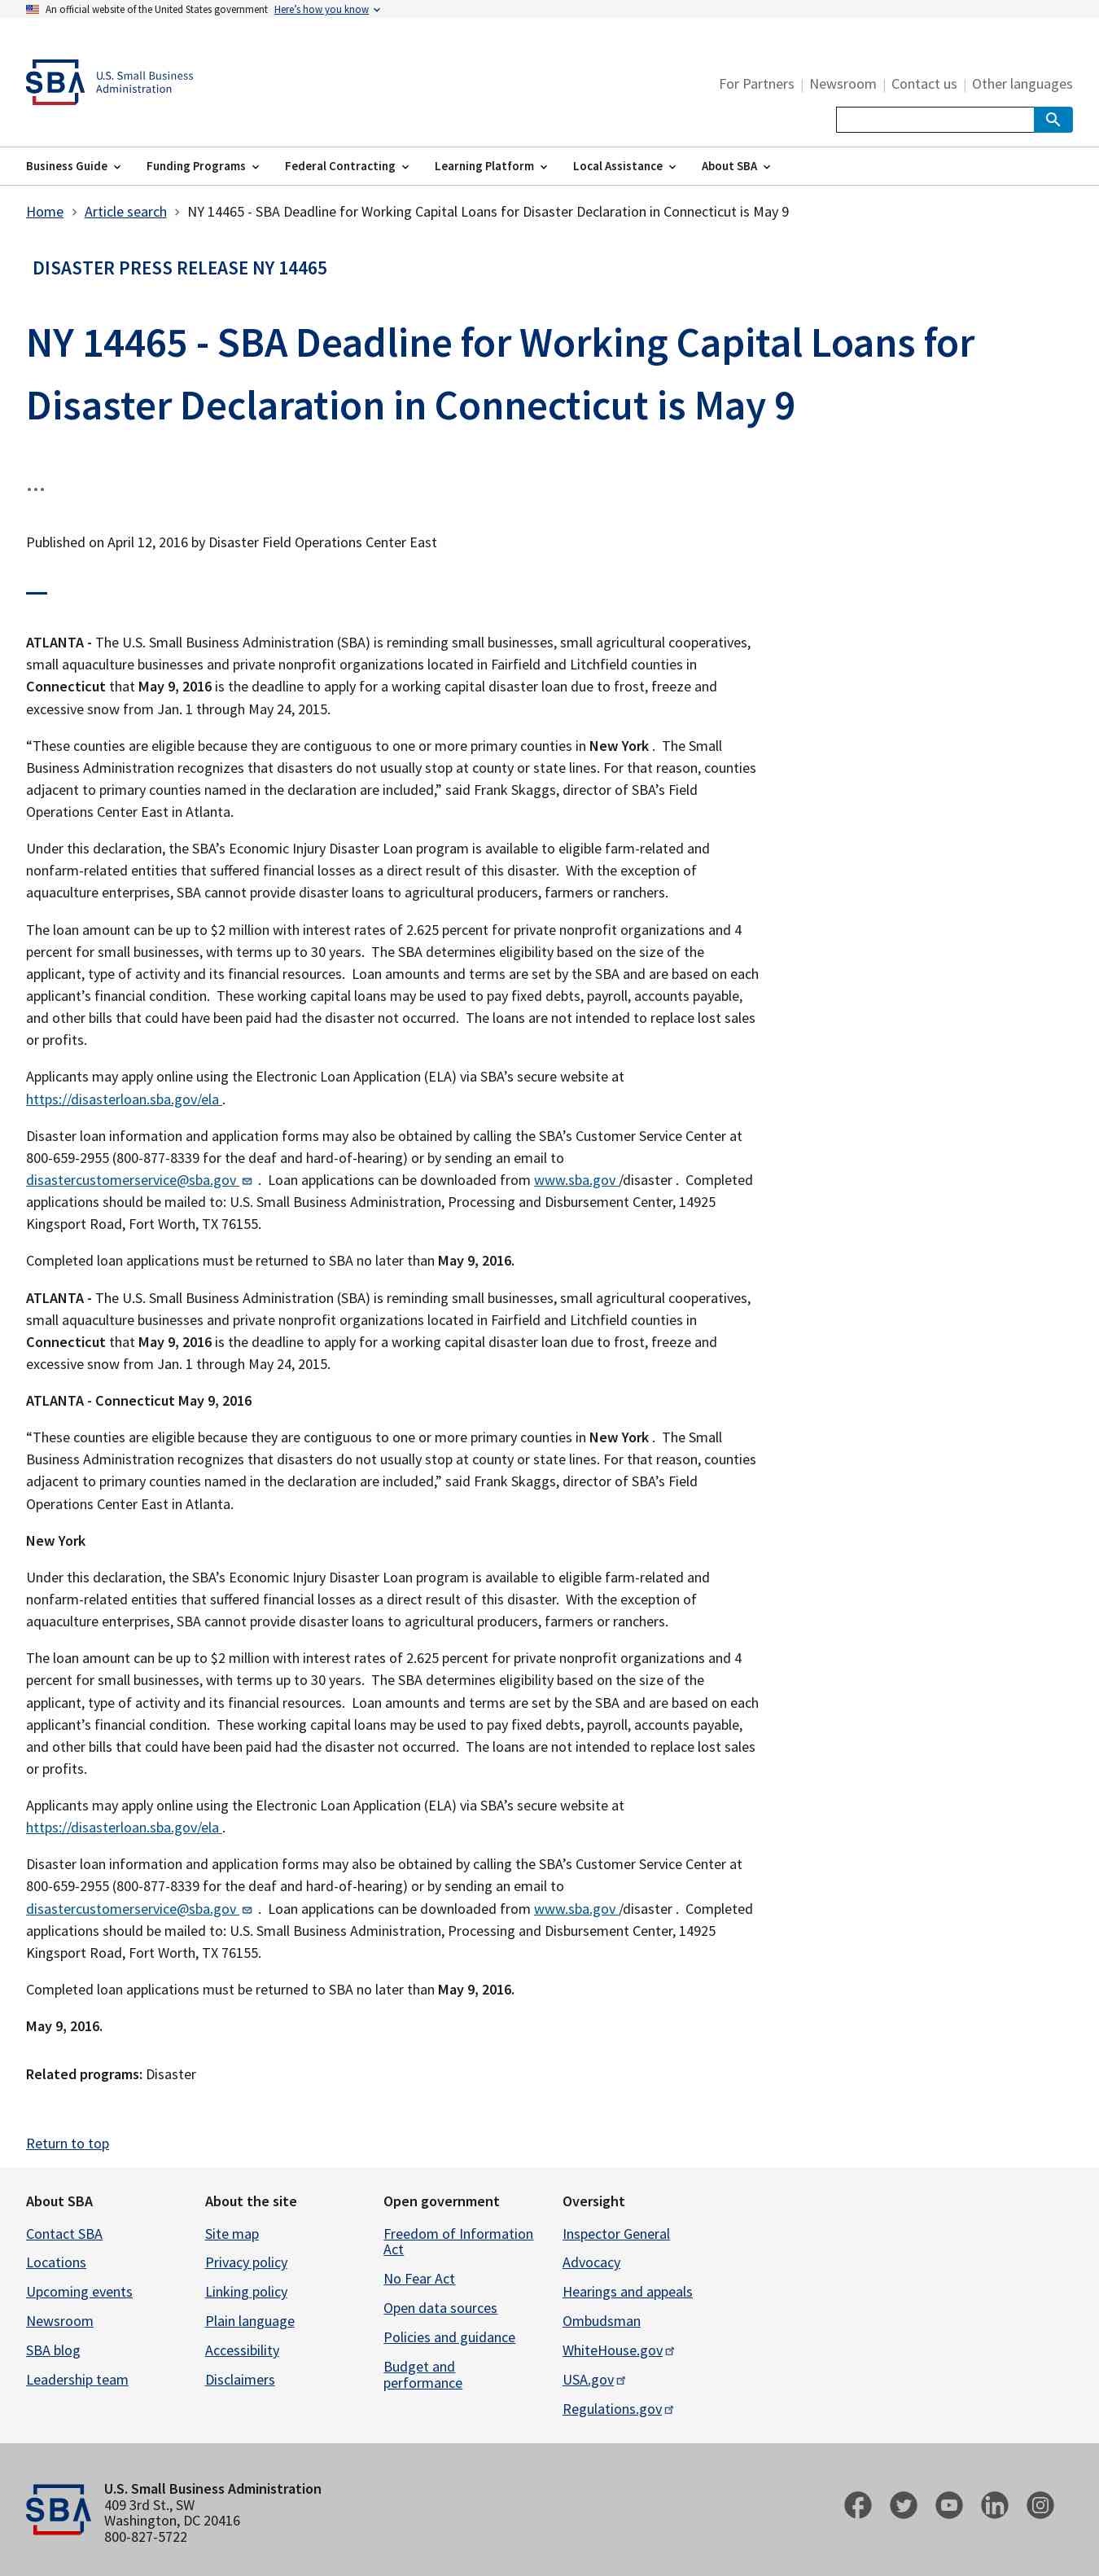 An official website of the United States government Here’s how you know
SBA U.S. Small Business
Administration
For Partners | Newsroom | Contact us | Other languages
Business Guide Funding Programs Federal Contracting Learning Platform Local Assistance About SBA
Home > Article search > NY 14465 - SBA Deadline for Working Capital Loans for Disaster Declaration in Connecticut is May 9
DISASTER PRESS RELEASE NY 14465
NY 14465 - SBA Deadline for Working Capital Loans for
Disaster Declaration in Connecticut is May 9
...
Published on April 12, 2016 by Disaster Field Operations Center East
ATLANTA - The U.S. Small Business Administration (SBA) is reminding small businesses, small agricultural cooperatives,
small aquaculture businesses and private nonprofit organizations located in Fairfield and Litchfield counties in
Connecticut that May 9, 2016 is the deadline to apply for a working capital disaster loan due to frost, freeze and
excessive snow from Jan. 1 through May 24, 2015.
“These counties are eligible because they are contiguous to one or more primary counties in New York .  The Small
Business Administration recognizes that disasters do not usually stop at county or state lines. For that reason, counties
adjacent to primary counties named in the declaration are included,” said Frank Skaggs, director of SBA’s Field
Operations Center East in Atlanta.
Under this declaration, the SBA’s Economic Injury Disaster Loan program is available to eligible farm-related and
nonfarm-related entities that suffered financial losses as a direct result of this disaster.  With the exception of
aquaculture enterprises, SBA cannot provide disaster loans to agricultural producers, farmers or ranchers.
The loan amount can be up to $2 million with interest rates of 2.625 percent for private nonprofit organizations and 4
percent for small businesses, with terms up to 30 years.  The SBA determines eligibility based on the size of the
applicant, type of activity and its financial resources.  Loan amounts and terms are set by the SBA and are based on each
applicant’s financial condition.  These working capital loans may be used to pay fixed debts, payroll, accounts payable,
and other bills that could have been paid had the disaster not occurred.  The loans are not intended to replace lost sales
or profits.
Applicants may apply online using the Electronic Loan Application (ELA) via SBA’s secure website at
https://disasterloan.sba.gov/ela .
Disaster loan information and application forms may also be obtained by calling the SBA’s Customer Service Center at
800-659-2955 (800-877-8339 for the deaf and hard-of-hearing) or by sending an email to
disastercustomerservice@sba.gov .  Loan applications can be downloaded from www.sba.gov /disaster .  Completed
applications should be mailed to: U.S. Small Business Administration, Processing and Disbursement Center, 14925
Kingsport Road, Fort Worth, TX 76155.
Completed loan applications must be returned to SBA no later than May 9, 2016.
ATLANTA - The U.S. Small Business Administration (SBA) is reminding small businesses, small agricultural cooperatives,
small aquaculture businesses and private nonprofit organizations located in Fairfield and Litchfield counties in
Connecticut that May 9, 2016 is the deadline to apply for a working capital disaster loan due to frost, freeze and
excessive snow from Jan. 1 through May 24, 2015.
ATLANTA - Connecticut May 9, 2016
“These counties are eligible because they are contiguous to one or more primary counties in New York .  The Small
Business Administration recognizes that disasters do not usually stop at county or state lines. For that reason, counties
adjacent to primary counties named in the declaration are included,” said Frank Skaggs, director of SBA’s Field
Operations Center East in Atlanta.
New York
Under this declaration, the SBA’s Economic Injury Disaster Loan program is available to eligible farm-related and
nonfarm-related entities that suffered financial losses as a direct result of this disaster.  With the exception of
aquaculture enterprises, SBA cannot provide disaster loans to agricultural producers, farmers or ranchers.
The loan amount can be up to $2 million with interest rates of 2.625 percent for private nonprofit organizations and 4
percent for small businesses, with terms up to 30 years.  The SBA determines eligibility based on the size of the
applicant, type of activity and its financial resources.  Loan amounts and terms are set by the SBA and are based on each
applicant’s financial condition.  These working capital loans may be used to pay fixed debts, payroll, accounts payable,
and other bills that could have been paid had the disaster not occurred.  The loans are not intended to replace lost sales
or profits.
Applicants may apply online using the Electronic Loan Application (ELA) via SBA’s secure website at
https://disasterloan.sba.gov/ela .
Disaster loan information and application forms may also be obtained by calling the SBA’s Customer Service Center at
800-659-2955 (800-877-8339 for the deaf and hard-of-hearing) or by sending an email to
disastercustomerservice@sba.gov .  Loan applications can be downloaded from www.sba.gov /disaster .  Completed
applications should be mailed to: U.S. Small Business Administration, Processing and Disbursement Center, 14925
Kingsport Road, Fort Worth, TX 76155.
Completed loan applications must be returned to SBA no later than May 9, 2016.
May 9, 2016.
Related programs: Disaster
Return to top
About SBA
Contact SBA
Locations
Upcoming events
Newsroom
SBA blog
Leadership team
About the site
Site map
Privacy policy
Linking policy
Plain language
Accessibility
Disclaimers
Open government
Freedom of Information
Act
No Fear Act
Open data sources
Policies and guidance
Budget and
performance
Oversight
Inspector General
Advocacy
Hearings and appeals
Ombudsman
WhiteHouse.gov
USA.gov
Regulations.gov
SBA
U.S. Small Business Administration
409 3rd St., SW
Washington, DC 20416
800-827-5722